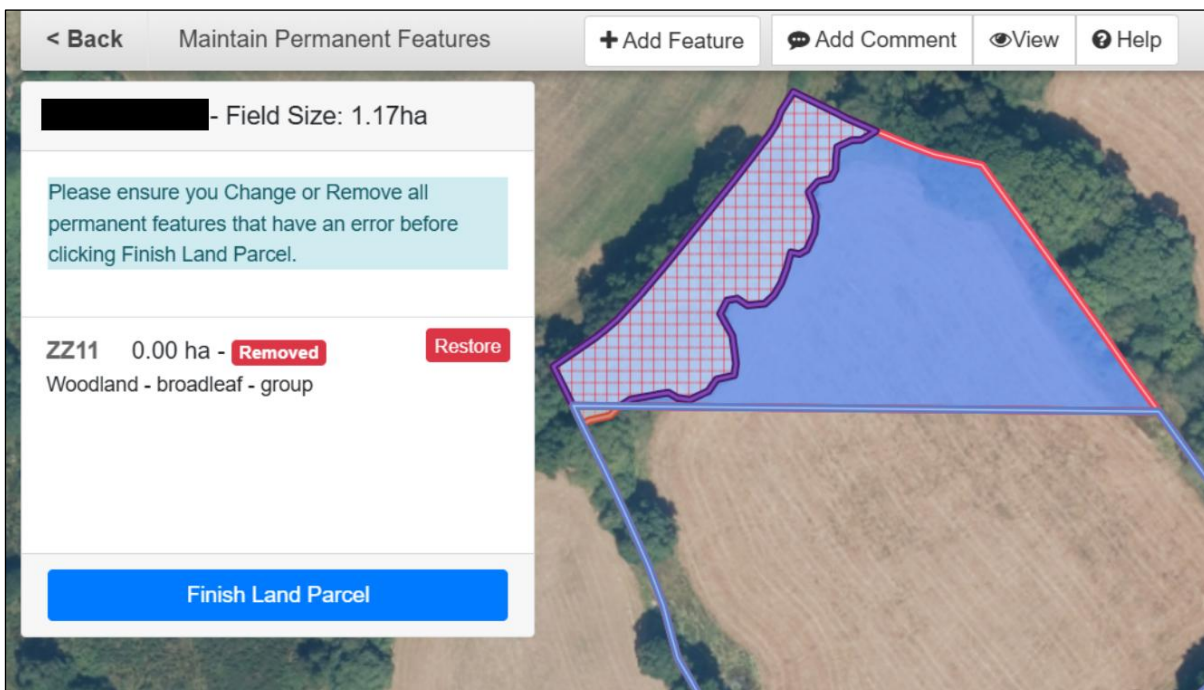 < Back Maintain Permanent Features + Add Feature Add Comment View Help
- Field Size: 1.17ha
Please ensure you Change or Remove all
permanent features that have an error before
clicking Finish Land Parcel.
ZZ11 0.00 ha - Removed Restore
Woodland - broadleaf - group
Finish Land Parcel